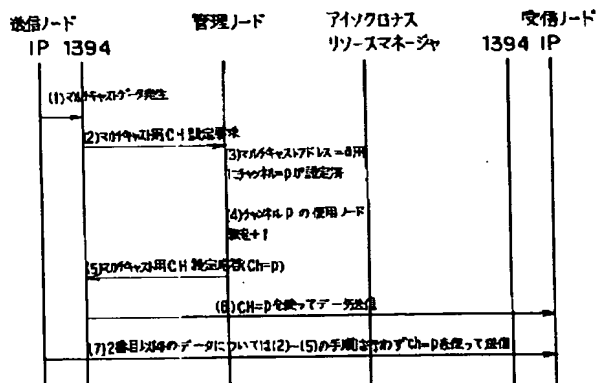 送信ノード 管理ノード アイソクロナス 受信ノード
IP 1394 リソースマネージャ 1394 IP
(1)マルチキャストデータ発生
(2)マルチキャスト用CH設定要求
(3)マルチキャストアドレス=a用
にチャンネル=pが設定済
(4)チャンネルpの使用ノード
数を+1
(5)マルチキャスト用CH設定応答(Ch=p)
(6)CH=pを使ってデータ送信
(7)2番目以降のデータについては(2)~(5)の手順は行わずCh=pを使って送信